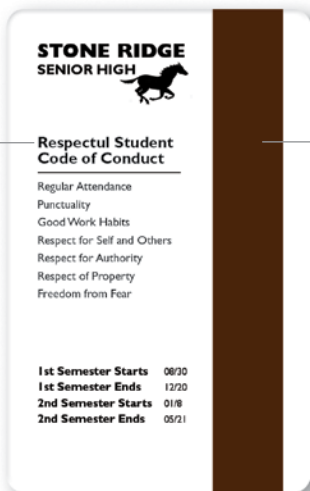 STONE RIDGE
SENIOR HIGH
Respectul Student
Code of Conduct
Regular Attendance
Punctuality
Good Work Habits
Respect for Self and Others
Respect for Authority
Respect of Property
Freedom from Fear
1st Semester Starts 08/30
1st Semester Ends 12/20
2nd Semester Starts 01/8
2nd Semester Ends 05/21